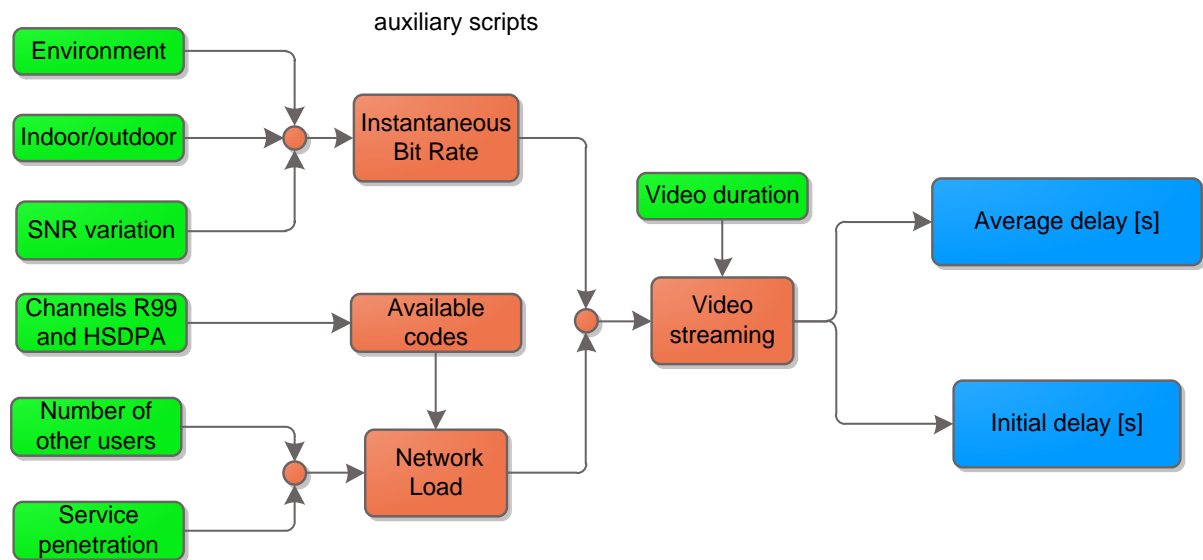 auxiliary scripts
Environment
Indoor/outdoor
SNR variation
Instantaneous
Bit Rate
Channels R99
and HSDPA
Available
codes
Number of
other users
Service
penetration
Network
Load
Video duration
Video
streaming
Average delay [s]
Initial delay [s]